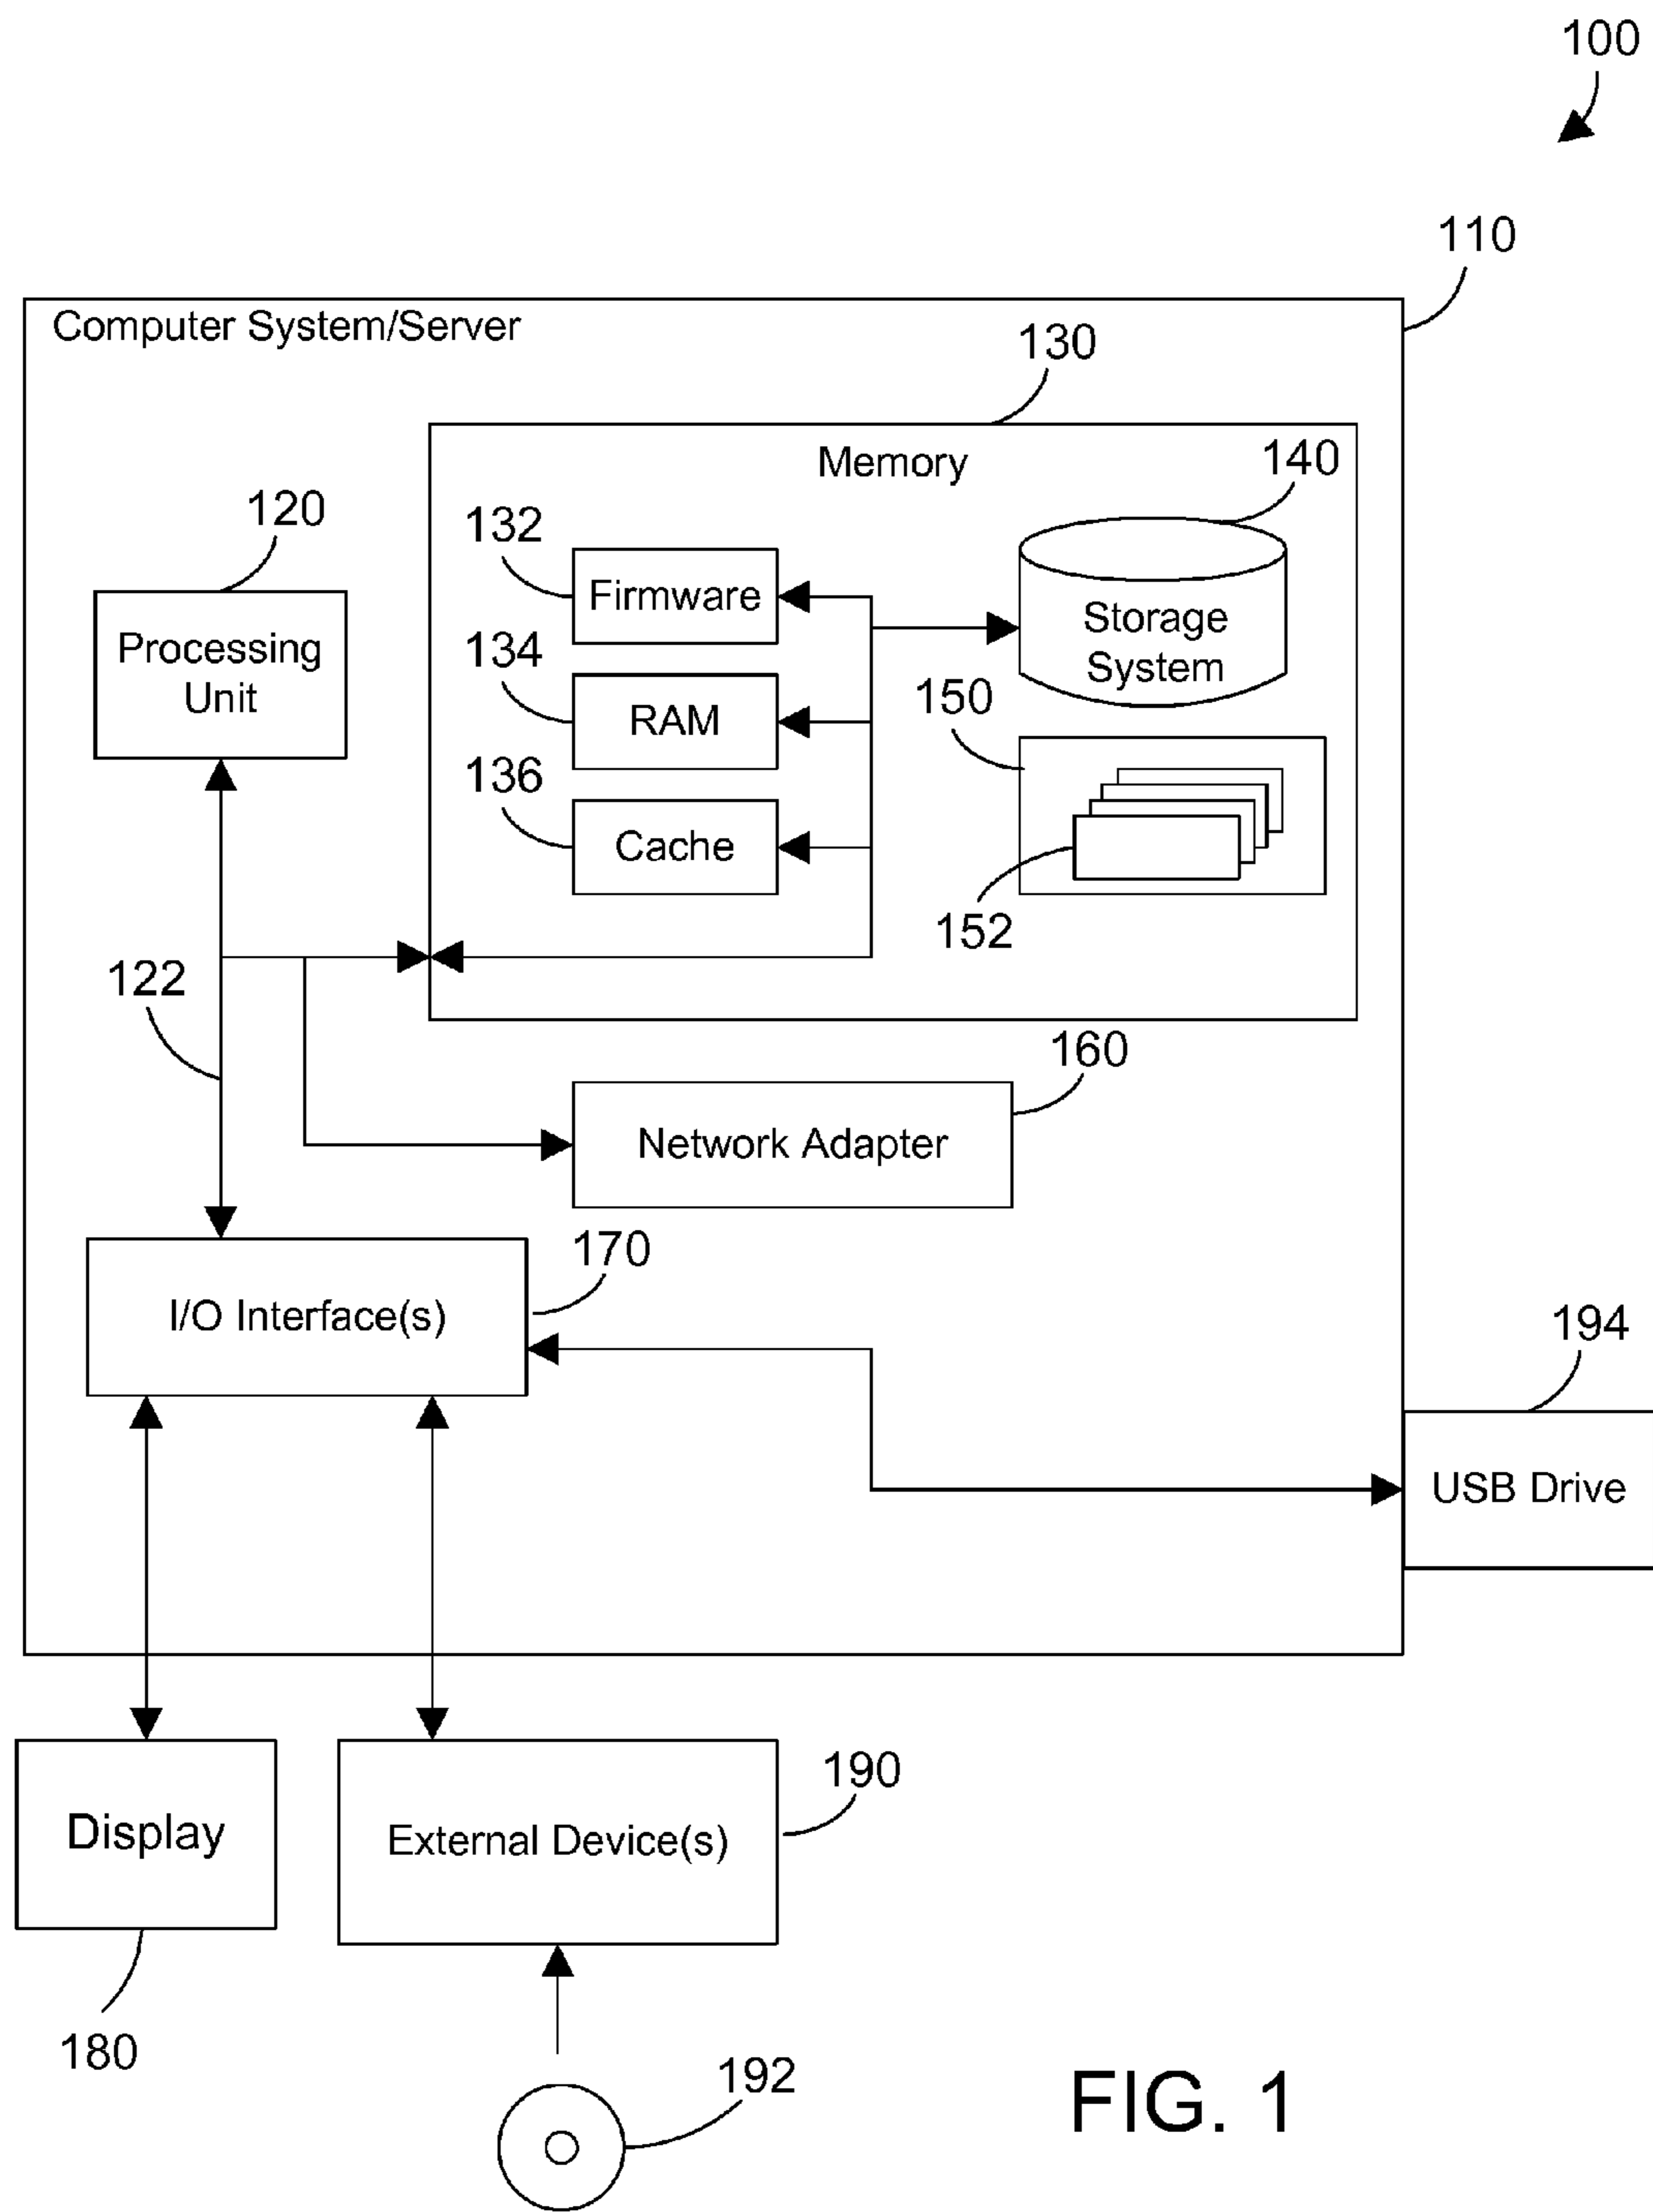 100
110
Computer System/Server
130
Memory
140
120
132
Firmware
Storage
System
Processing
Unit
134
RAM
150
136
Cache
152
122
160
Network Adapter
170
I/O Interface(s)
194
USB Drive
190
Display
External Device(s)
180
192
FIG. 1